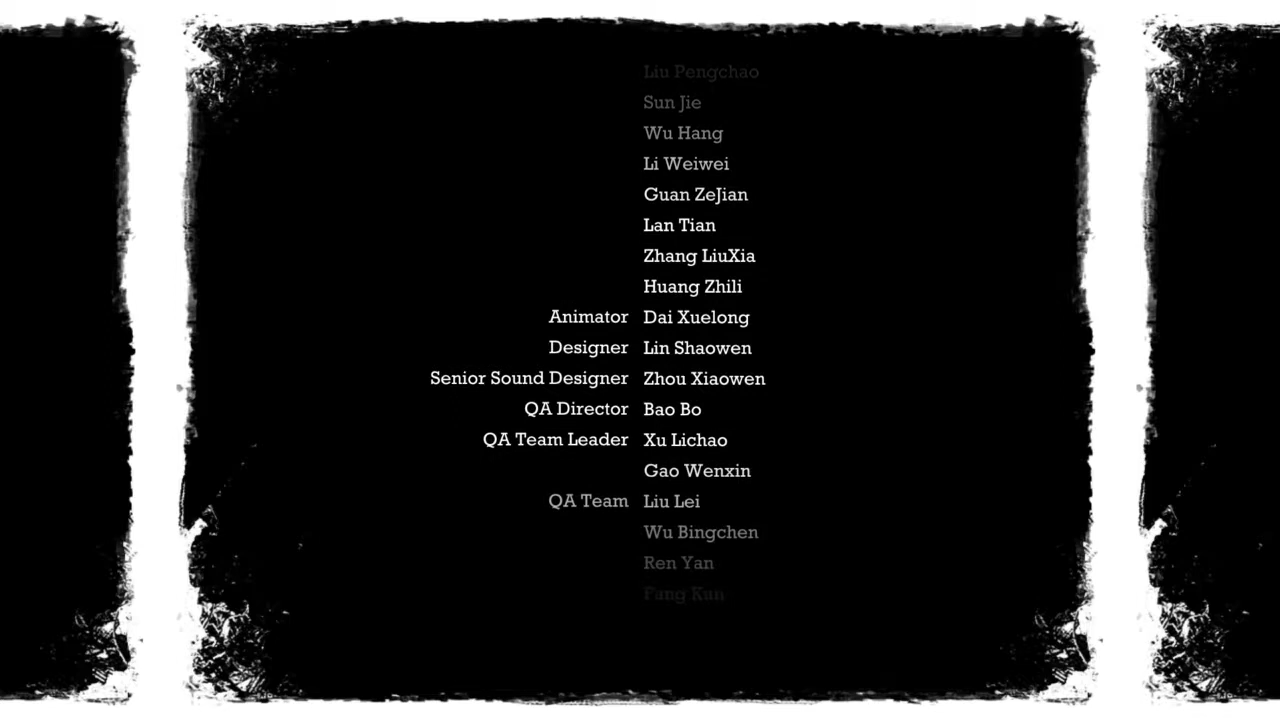 Liu Pengchao
Sun Jie
Wu Hang
Li Weiwei
Guan ZeJian
Lan Tian
Zhang LiuXia
Huang Zhili
Animator Dai Xuelong
Designer Lin Shaowen
Senior Sound Designer Zhou Xiaowen
QA Director Bao Bo
QA Team Leader Xu Lichao
Gao Wenxin
QA Team Liu Lei
Wu Bingchen
Ren Yan
Fang Kun